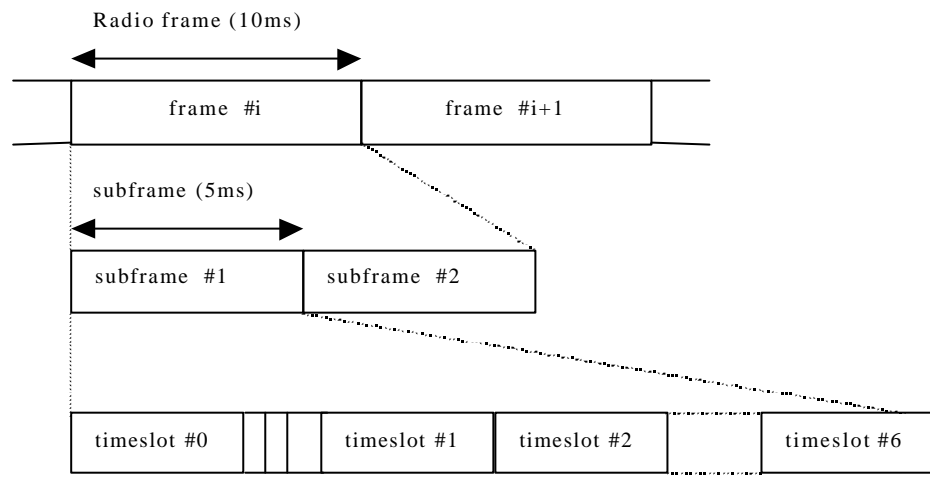 Radio frame (10ms)
frame #i
frame #i+1
subframe (5ms)
subframe #1
subframe #2
timeslot #0
timeslot #1
timeslot #2
timeslot #6